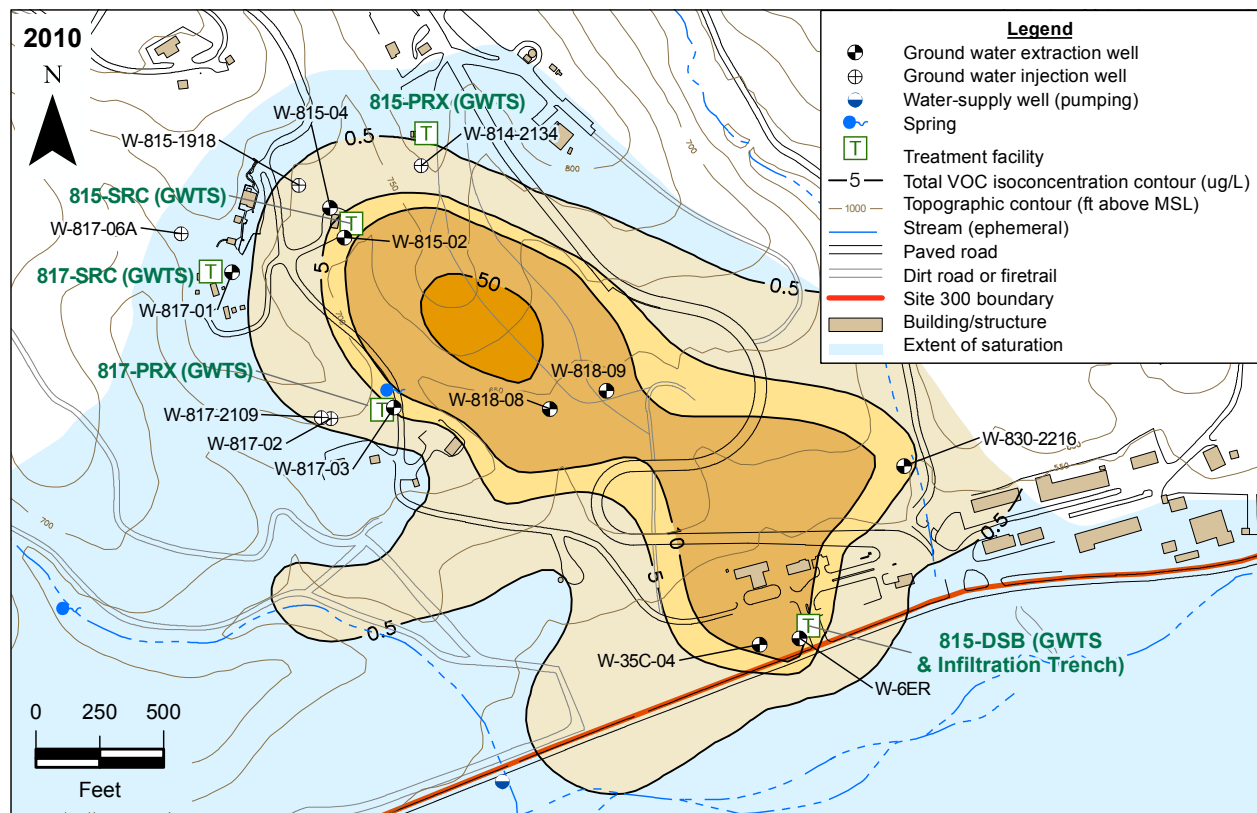 2010
N
Legend
Ground water extraction well
Ground water injection well
Water-supply well (pumping)
Spring
T
Treatment facility
5
Total VOC isoconcentration contour (ug/L)
1000
Topographic contour (ft above MSL)
Stream (ephemeral)
Paved road
Dirt road or firetrail
Site 300 boundary
Building/structure
Extent of saturation
815-PRX (GWTS)
W-815-04
T
0.5
W-814-2134
W-815-1918
700
800
750
815-SRC (GWTS)
T
W-817-06A
W-815-02
5
817-SRC (GWTS)
T
50
0.5
W-817-01
700
817-PRX (GWTS)
650
W-818-09
T
W-818-08
W-817-2109
W-817-02
W-817-03
W-830-2216
550
700
10
0.5
5
0.5
T
815-DSB (GWTS
& Infiltration Trench)
W-35C-04
W-6ER
0
250
500
Feet